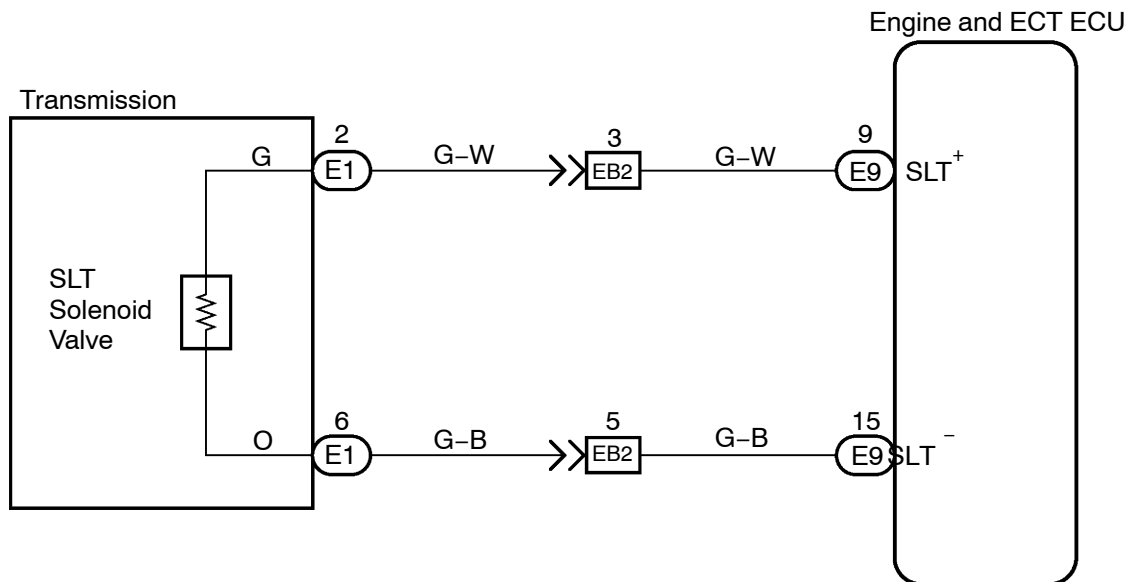 Engine and ECT ECU
Transmission
2
3
9
G
E1
G−W
EB2
G−W
E9
SLT+
SLT
Solenoid
Valve
6
5
15
O
E1
G−B
EB2
G−B
E9
SLT−